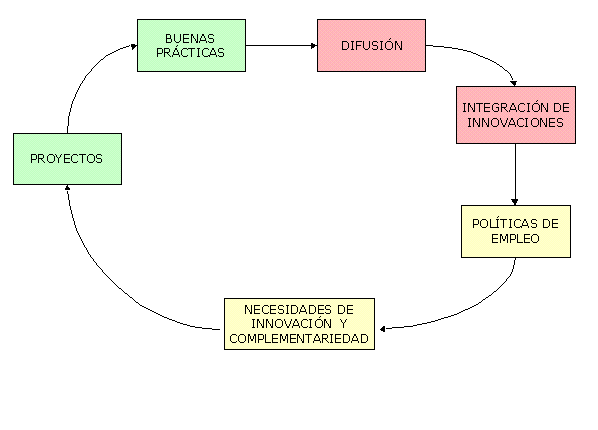 BUENAS
PRÁCTICAS
DIFUSIÓN
INTEGRACIÓN DE
INNOVACIONES
PROYECTOS
POLÍTICAS DE
EMPLEO
NECESIDADES DE
INNOVACIÓN Y
COMPLEMENTARIEDAD